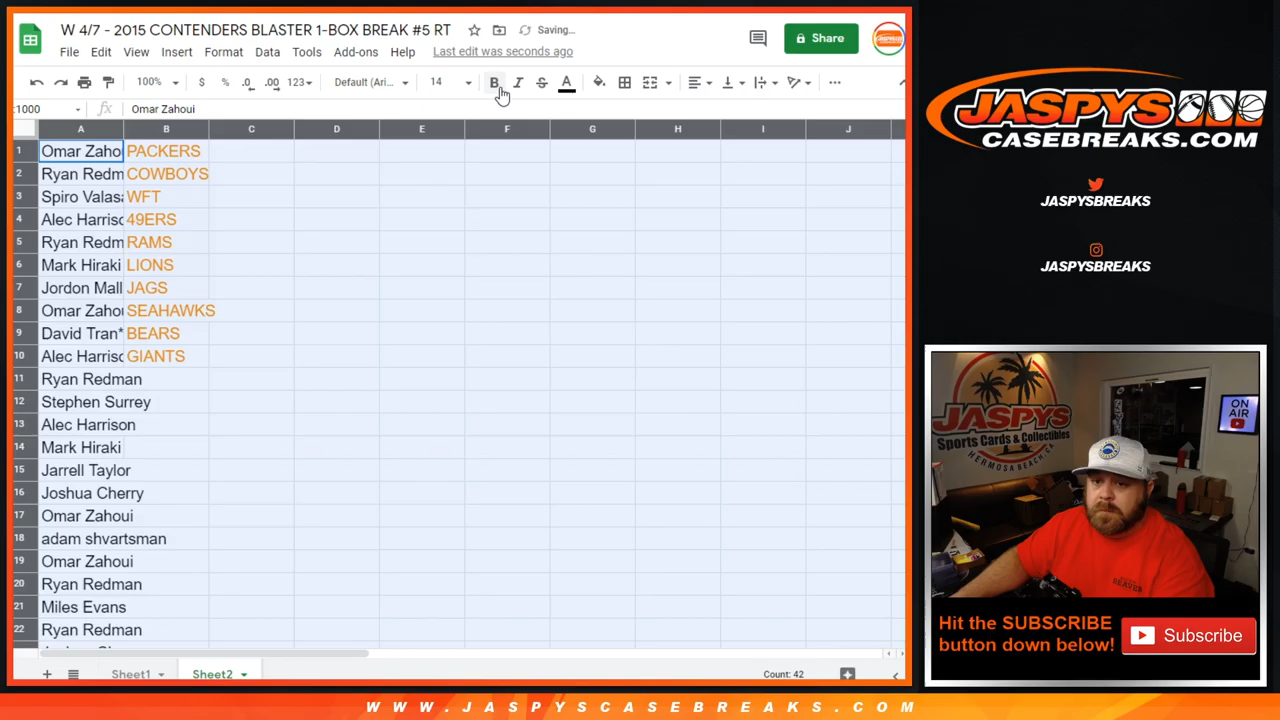 W 4/7 - 2015 CONTENDERS BLASTER 1-BOX BREAK #5 RT
Saving...
File Edit View Insert Format Data Tools Add-ons Help Last edit was seconds ago
Share
100% $ % .0 .00 123 Default (Ari... 14 B I S A
:1000 fx Omar Zahoui
A B C D E F G H I J
1 Omar Zaho PACKERS
2 Ryan Redm COWBOYS
3 Spiro Valasa WFT
4 Alec Harriso 49ERS
5 Ryan Redm RAMS
6 Mark Hiraki LIONS
7 Jordon Mall JAGS
8 Omar Zahou SEAHAWKS
9 David Tran* BEARS
10 Alec Harriso GIANTS
11 Ryan Redman
12 Stephen Surrey
13 Alec Harrison
14 Mark Hiraki
15 Jarrell Taylor
16 Joshua Cherry
17 Omar Zahoui
18 adam shvartsman
19 Omar Zahoui
20 Ryan Redman
21 Miles Evans
22 Ryan Redman
Sheet1 Sheet2 Count: 42
JASPYS
CASEBREAKS.COM
JASPYSBREAKS
JASPYSBREAKS
JASPYS
Sports Cards & Collectibles
HERMOSA BEACH, CA
ON
AIR
Hit the SUBSCRIBE
button down below!
Subscribe
WWW.JASPYSCASEBREAKS.COM